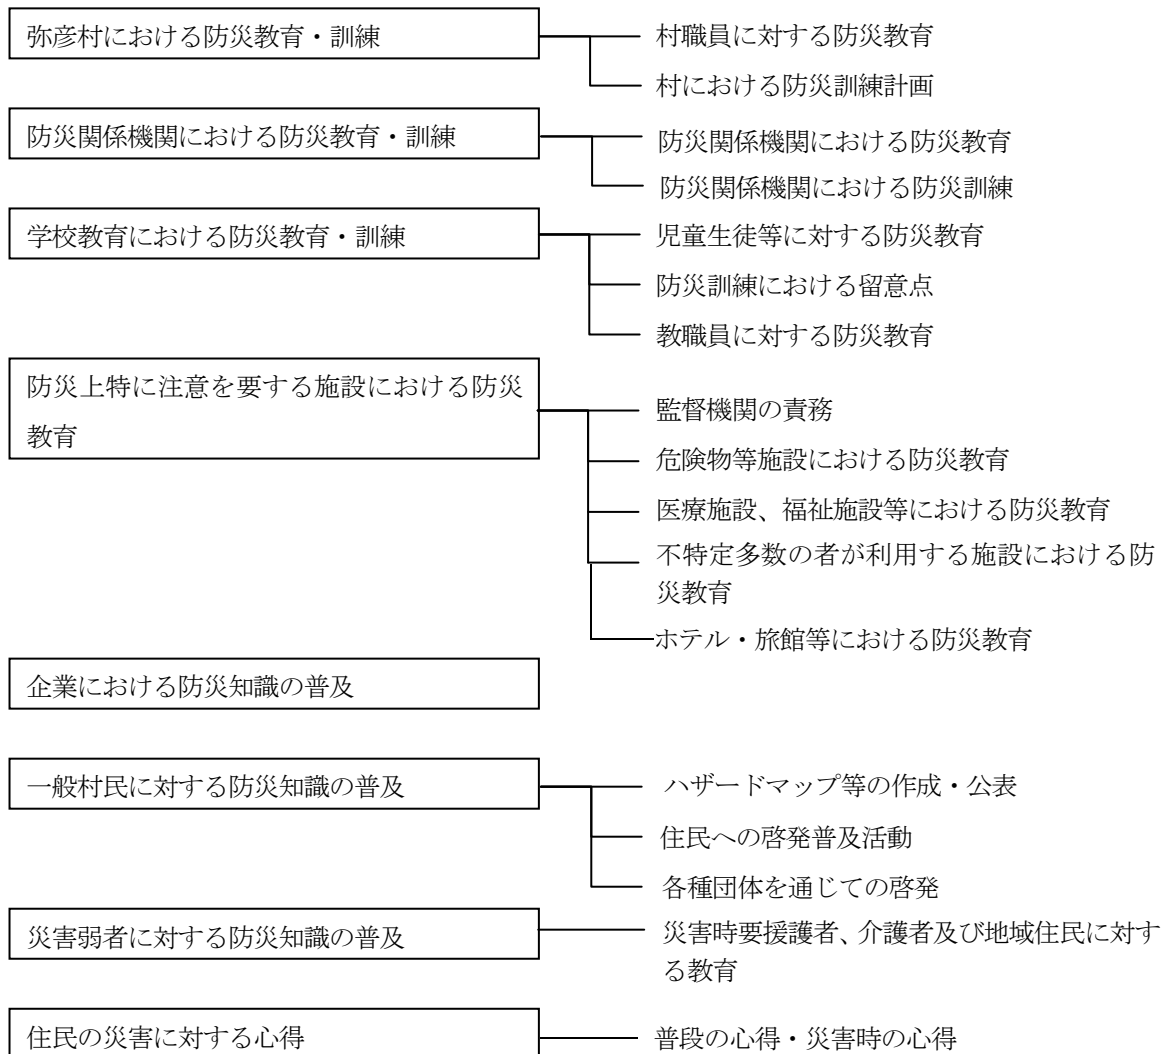 弥彦村における防災教育・訓練
村職員に対する防災教育
村における防災訓練計画
防災関係機関における防災教育・訓練
防災関係機関における防災教育
防災関係機関における防災訓練
学校教育における防災教育・訓練
児童生徒等に対する防災教育
防災訓練における留意点
教職員に対する防災教育
防災上特に注意を要する施設における防災
教育
監督機関の責務
危険物等施設における防災教育
医療施設、福祉施設等における防災教育
不特定多数の者が利用する施設における防
災教育
ホテル・旅館等における防災教育
企業における防災知識の普及
一般村民に対する防災知識の普及
ハザードマップ等の作成・公表
住民への啓発普及活動
各種団体を通じての啓発
災害弱者に対する防災知識の普及
災害時要援護者、介護者及び地域住民に対す
る教育
住民の災害に対する心得
普段の心得・災害時の心得